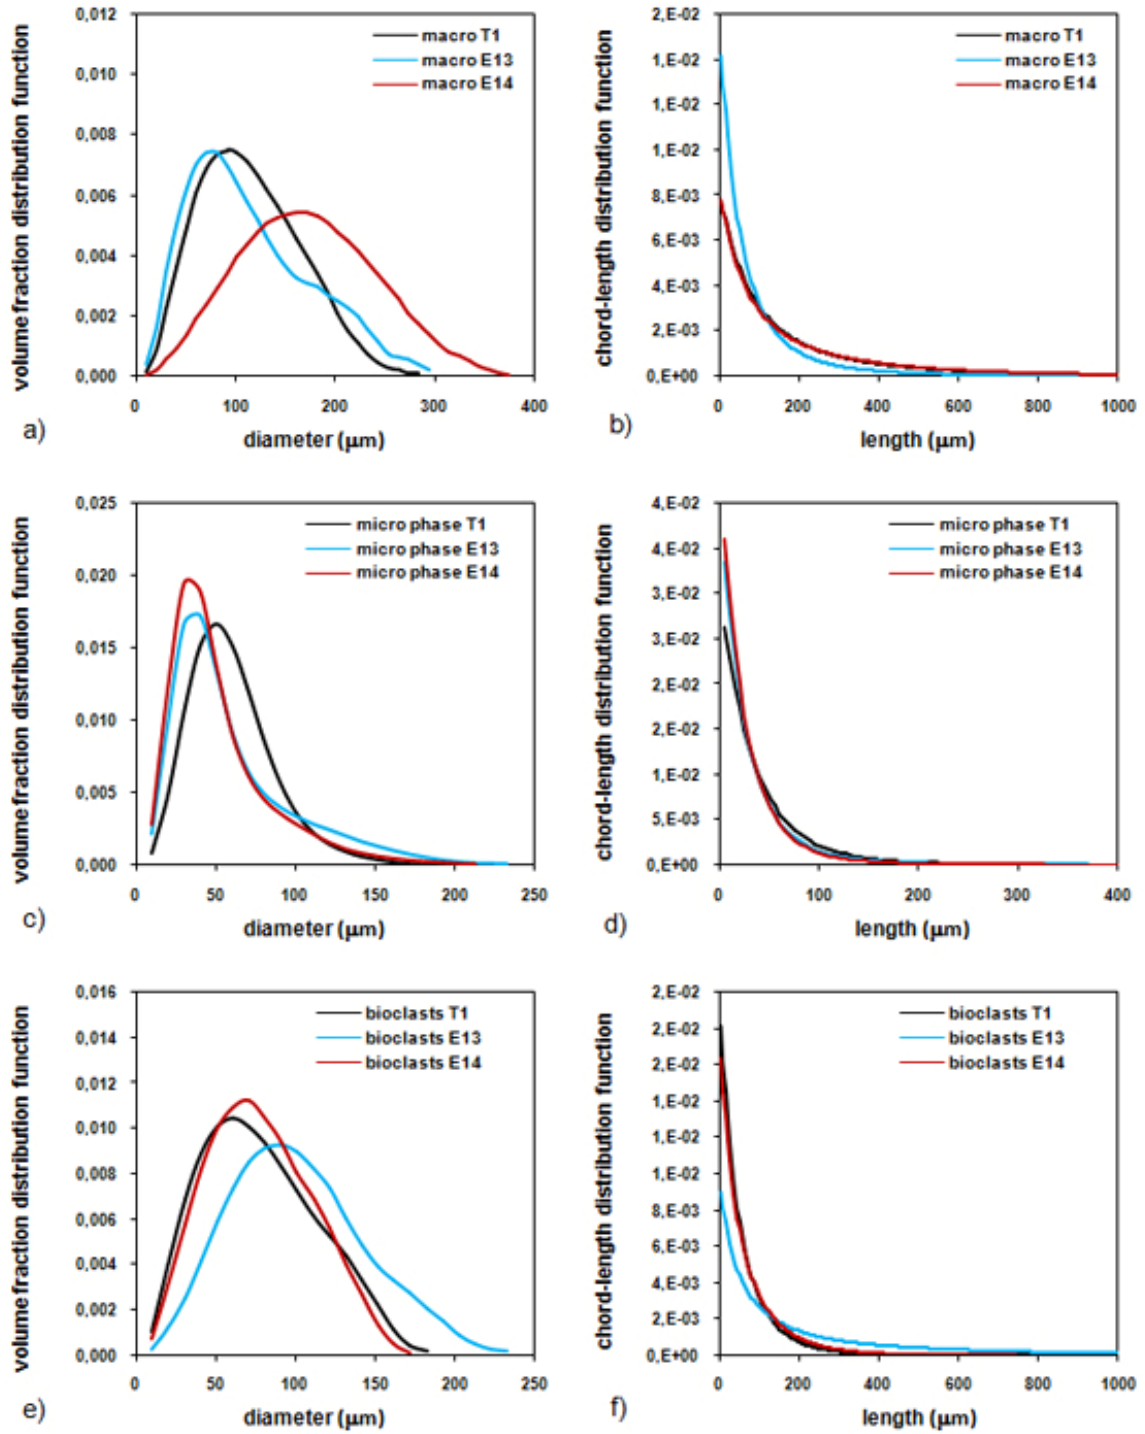 volume fraction distribution function
0,012
0,010
0,008
0,006
0,004
0,002
0,000
macro T1
macro E13
macro E14
0 100 200 300 400
diameter (μm)
a)
chord-length distribution function
2,E-02
1,E-02
1,E-02
1,E-02
8,E-03
6,E-03
4,E-03
2,E-03
0,E+00
macro T1
macro E13
macro E14
0 200 400 600 800 1000
length (μm)
b)
volume fraction distribution function
0,025
0,020
0,015
0,010
0,005
0,000
micro phase T1
micro phase E13
micro phase E14
0 50 100 150 200 250
diameter (μm)
c)
chord-length distribution function
4,E-02
4,E-02
3,E-02
3,E-02
2,E-02
2,E-02
1,E-02
5,E-03
0,E+00
micro phase T1
micro phase E13
micro phase E14
0 100 200 300 400
length (μm)
d)
volume fraction distribution function
0,016
0,014
0,012
0,010
0,008
0,006
0,004
0,002
0,000
bioclasts T1
bioclasts E13
bioclasts E14
0 50 100 150 200 250
diameter (μm)
e)
chord-length distribution function
2,E-02
2,E-02
2,E-02
1,E-02
1,E-02
1,E-02
8,E-03
6,E-03
4,E-03
2,E-03
0,E+00
bioclasts T1
bioclasts E13
bioclasts E14
0 200 400 600 800 1000
length (μm)
f)